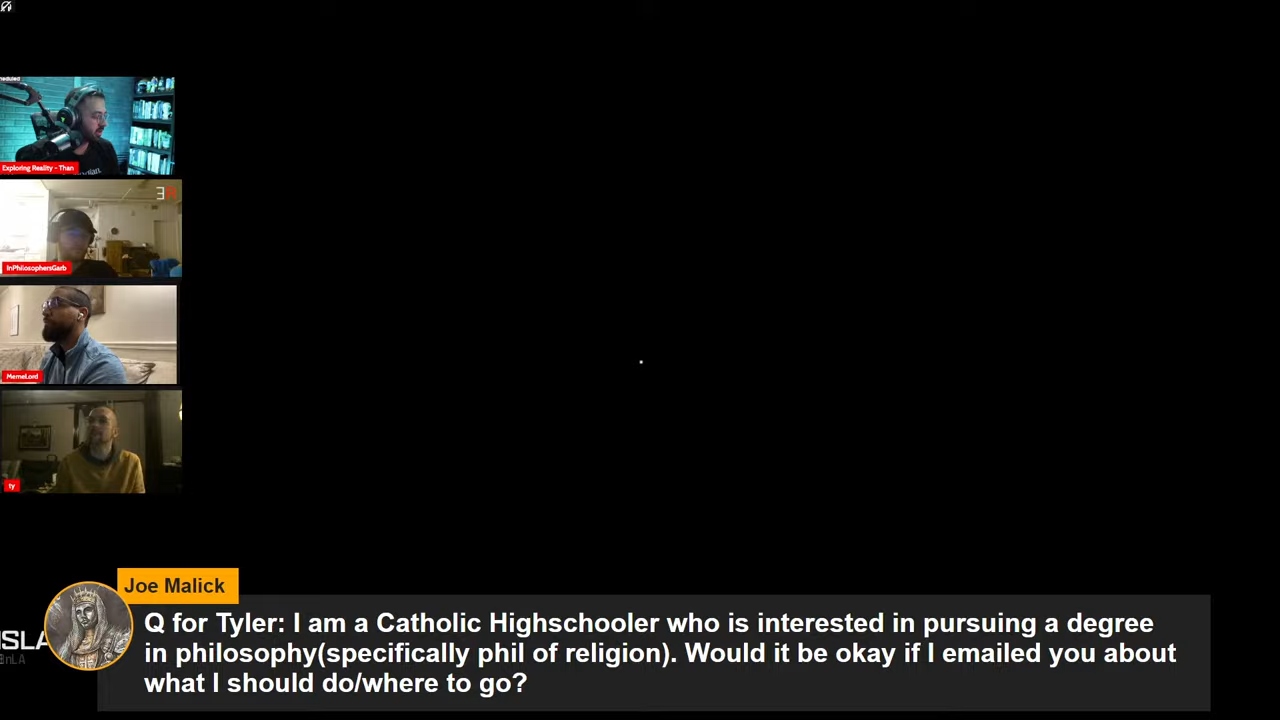 Exploring Reality - Than
InPhilosophersGarb
MemeLord
ty
Joe Malick
Q for Tyler: I am a Catholic Highschooler who is interested in pursuing a degree
in philosophy(specifically phil of religion). Would it be okay if I emailed you about
what I should do/where to go?